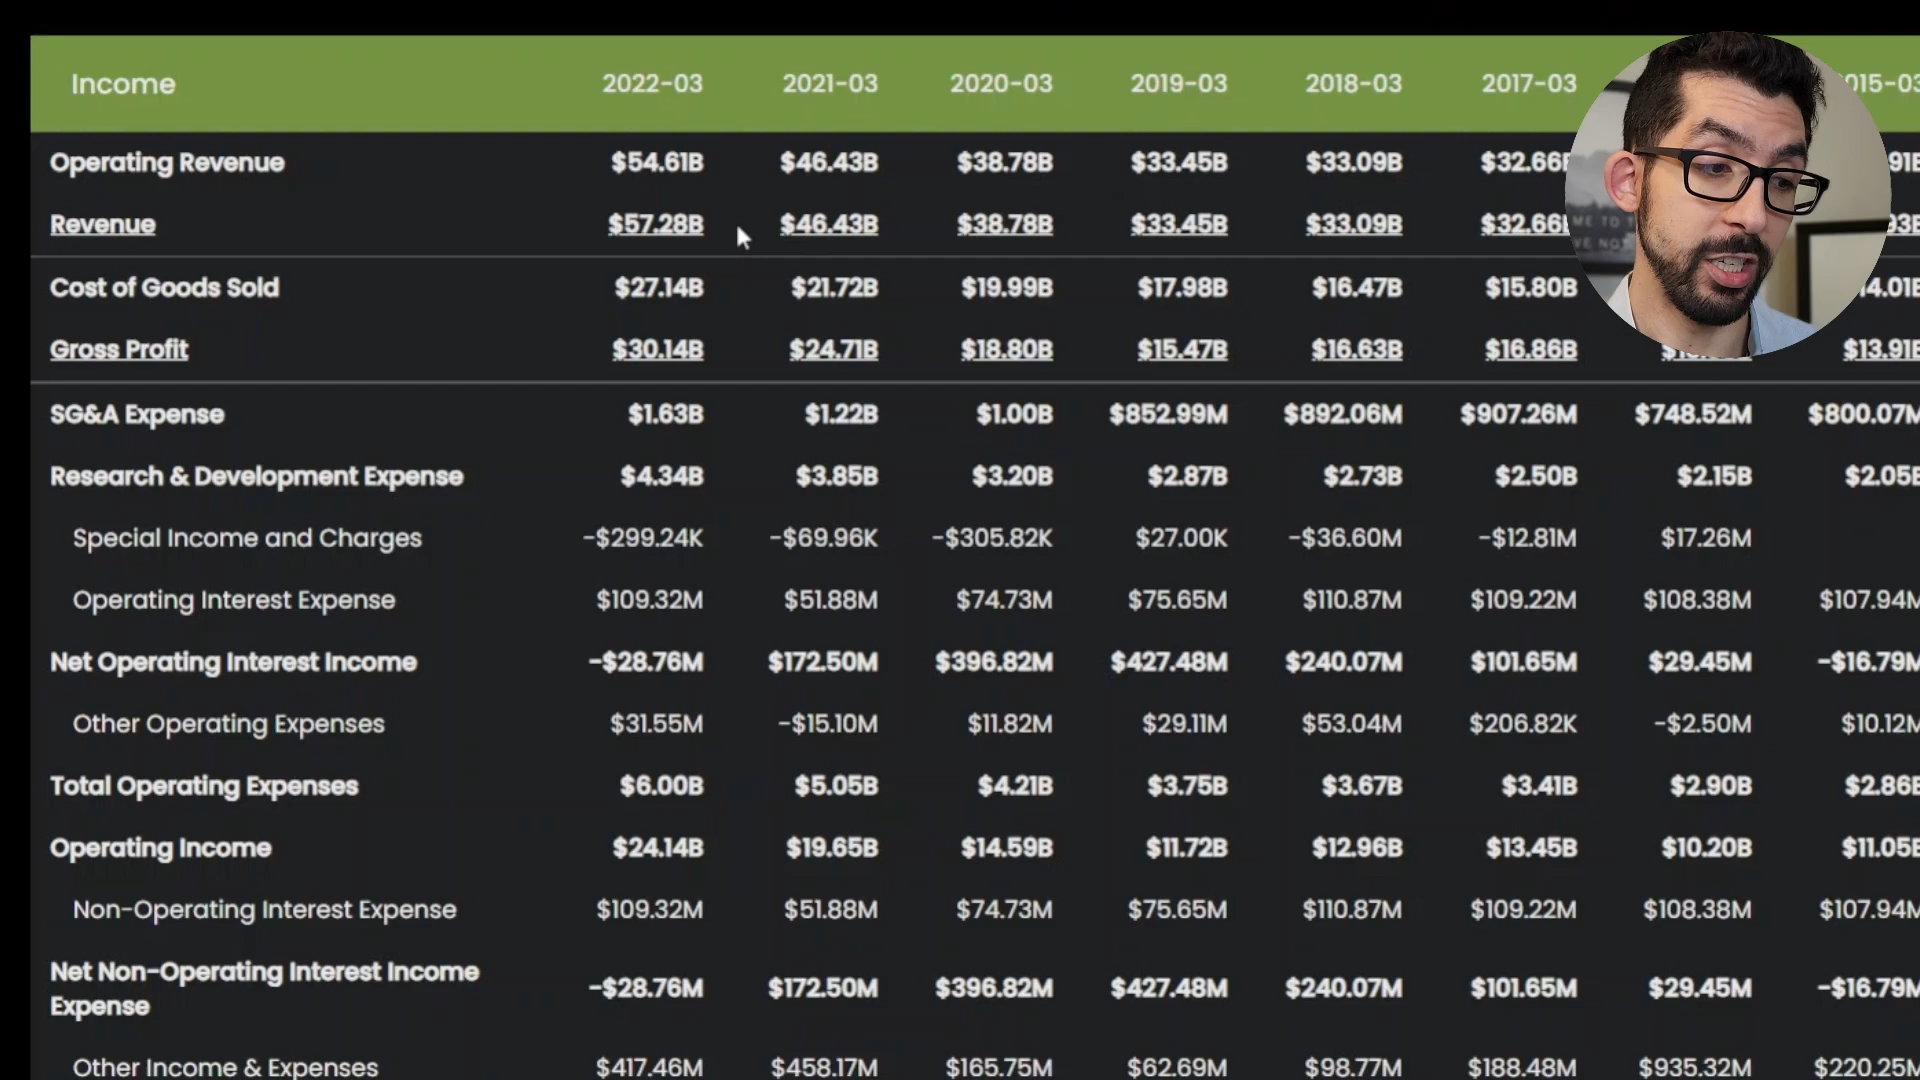 Income 2022-03 2021-03 2020-03 2019-03 2018-03 2017-03
Operating Revenue $54.61B $46.43B $38.78B $33.45B $33.09B
Revenue $57.28B $46.43B $38.78B $33.45B $33.09B
Cost of Goods Sold $27.14B $21.72B $19.99B $17.98B $16.47B $15.80B
Gross Profit $30.14B $24.71B $18.80B $15.47B $16.63B $16.86B $13.91B
SG&A Expense $1.63B $1.22B $1.00B $852.99M $892.06M $907.26M $748.52M $800.07M
Research & Development Expense $4.34B $3.85B $3.20B $2.87B $2.73B $2.50B $2.15B $2.05B
Special Income and Charges -$299.24K -$69.96K -$305.82K $27.00K -$36.60M -$12.81M $17.26M
Operating Interest Expense $109.32M $51.88M $74.73M $75.65M $110.87M $109.22M $108.38M $107.94M
Net Operating Interest Income -$28.76M $172.50M $396.82M $427.48M $240.07M $101.65M $29.45M -$16.79M
Other Operating Expenses $31.55M -$15.10M $11.82M $29.11M $53.04M $206.82K -$2.50M $10.12M
Total Operating Expenses $6.00B $5.05B $4.21B $3.75B $3.67B $3.41B $2.90B $2.86B
Operating Income $24.14B $19.65B $14.59B $11.72B $12.96B $13.45B $10.20B $11.05B
Non-Operating Interest Expense $109.32M $51.88M $74.73M $75.65M $110.87M $109.22M $108.38M $107.94M
Net Non-Operating Interest Income
Expense -$28.76M $172.50M $396.82M $427.48M $240.07M $101.65M $29.45M -$16.79M
Other Income & Expenses $417.46M $458.17M $165.75M $62.69M $98.77M $188.48M $935.32M $220.25M